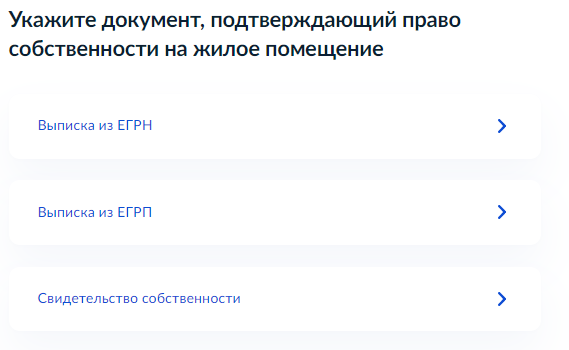 Укажите документ, подтверждающий право
собственности на жилое помещение
Выписка из ЕГРН
Выписка из ЕГРП
Свидетельство собственности